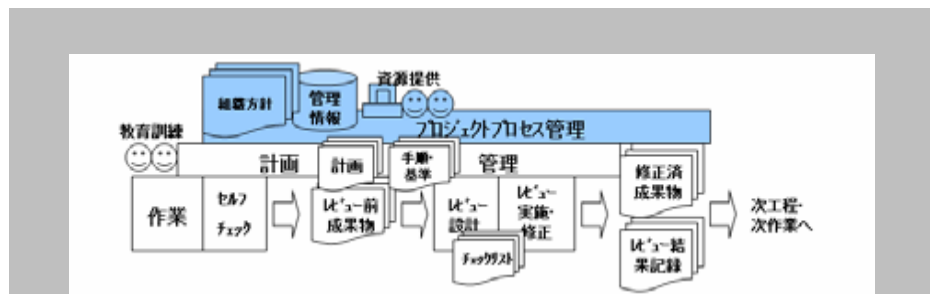 資源提供
組織方針
管理
情報
プロジェクトプロセス管理
教育訓練
計画
計画
手順・
基準
管理
作業
セルフ
チェック
レビュー前
成果物
レビュー
設計
チェックリスト
レビュー
実施・
修正
修正済
成果物
レビュー結
果記録
次工程・
次作業へ